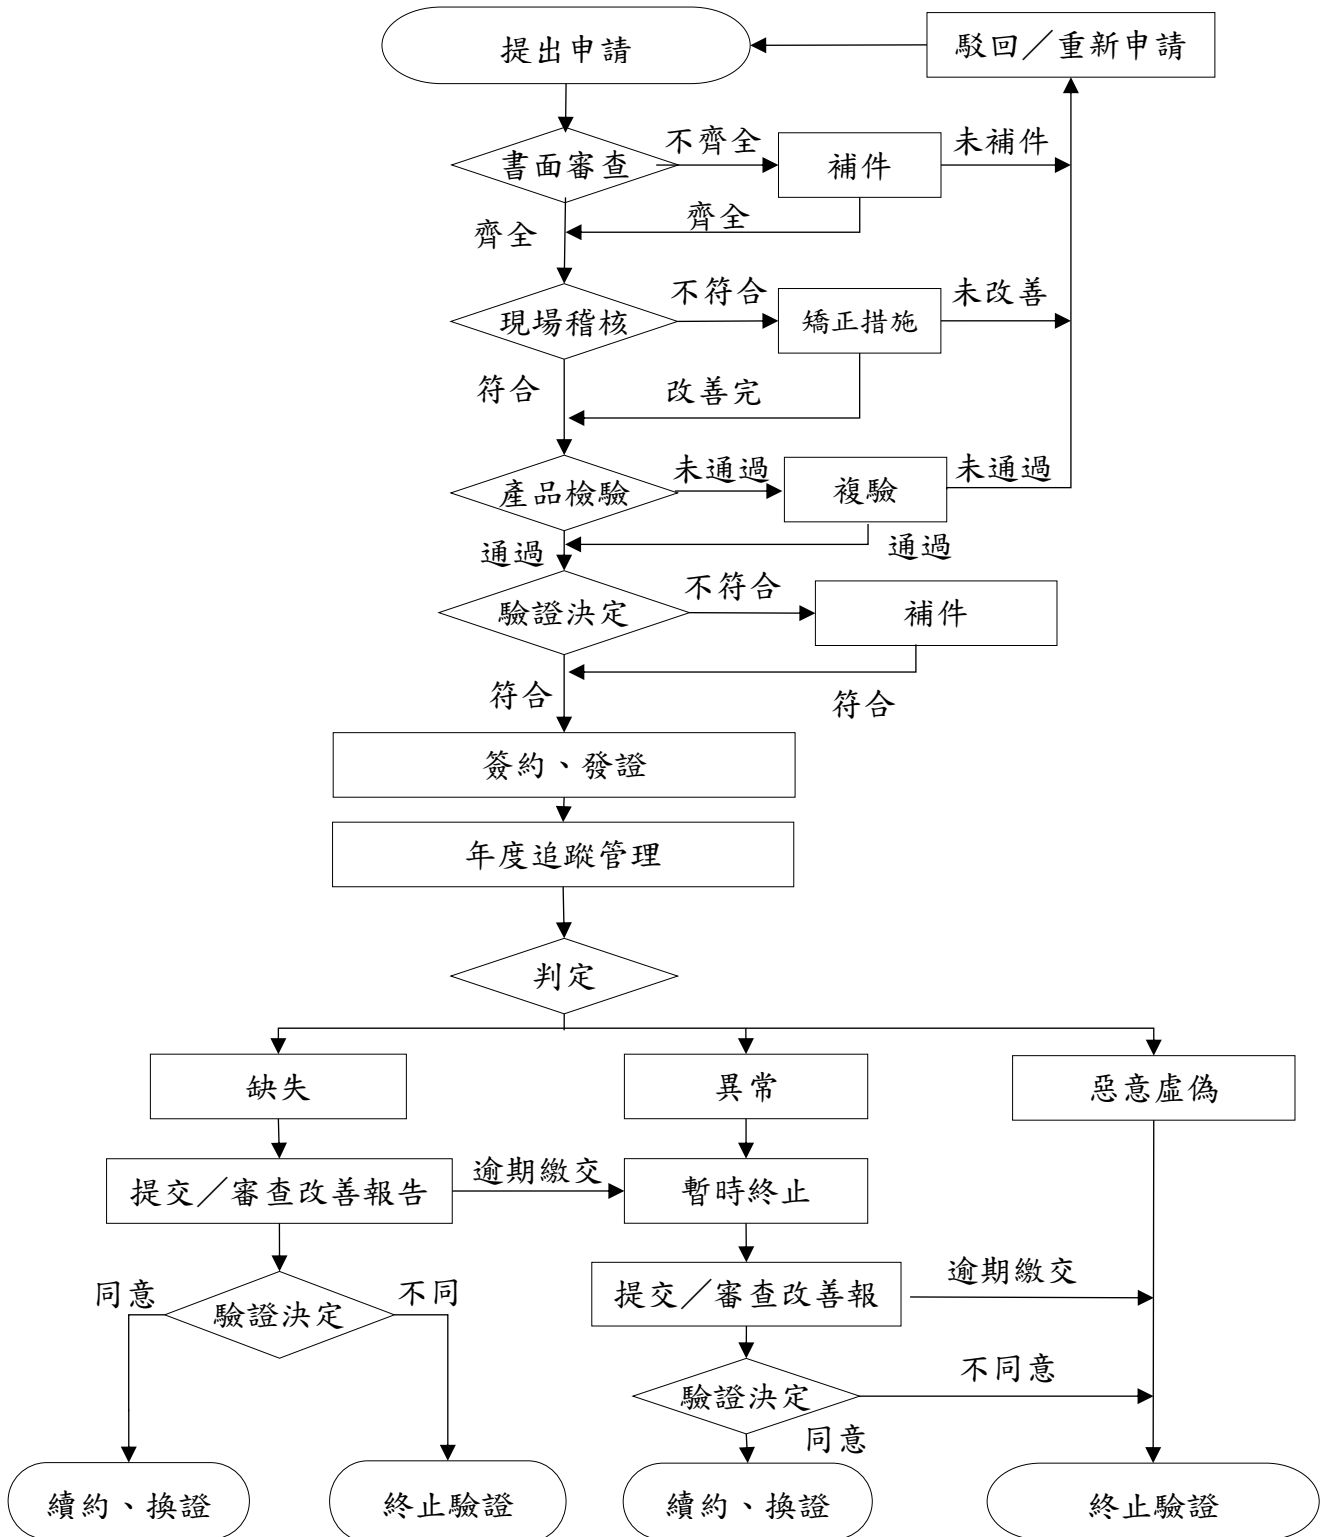 提出申請
駁回／重新申請
不齊全
未補件
書面審查
補件
齊全
齊全
不符合
未改善
現場稽核
矯正措施
符合
改善完
未通過
未通過
產品檢驗
複驗
通過
通過
不符合
驗證決定
補件
符合
符合
簽約、發證
年度追蹤管理
判定
缺失
異常
惡意虛偽
逾期繳交
提交／審查改善報告
暫時終止
逾期繳交
同意
不同
提交／審查改善報
驗證決定
不同意
驗證決定
同意
續約、換證
終止驗證
續約、換證
終止驗證